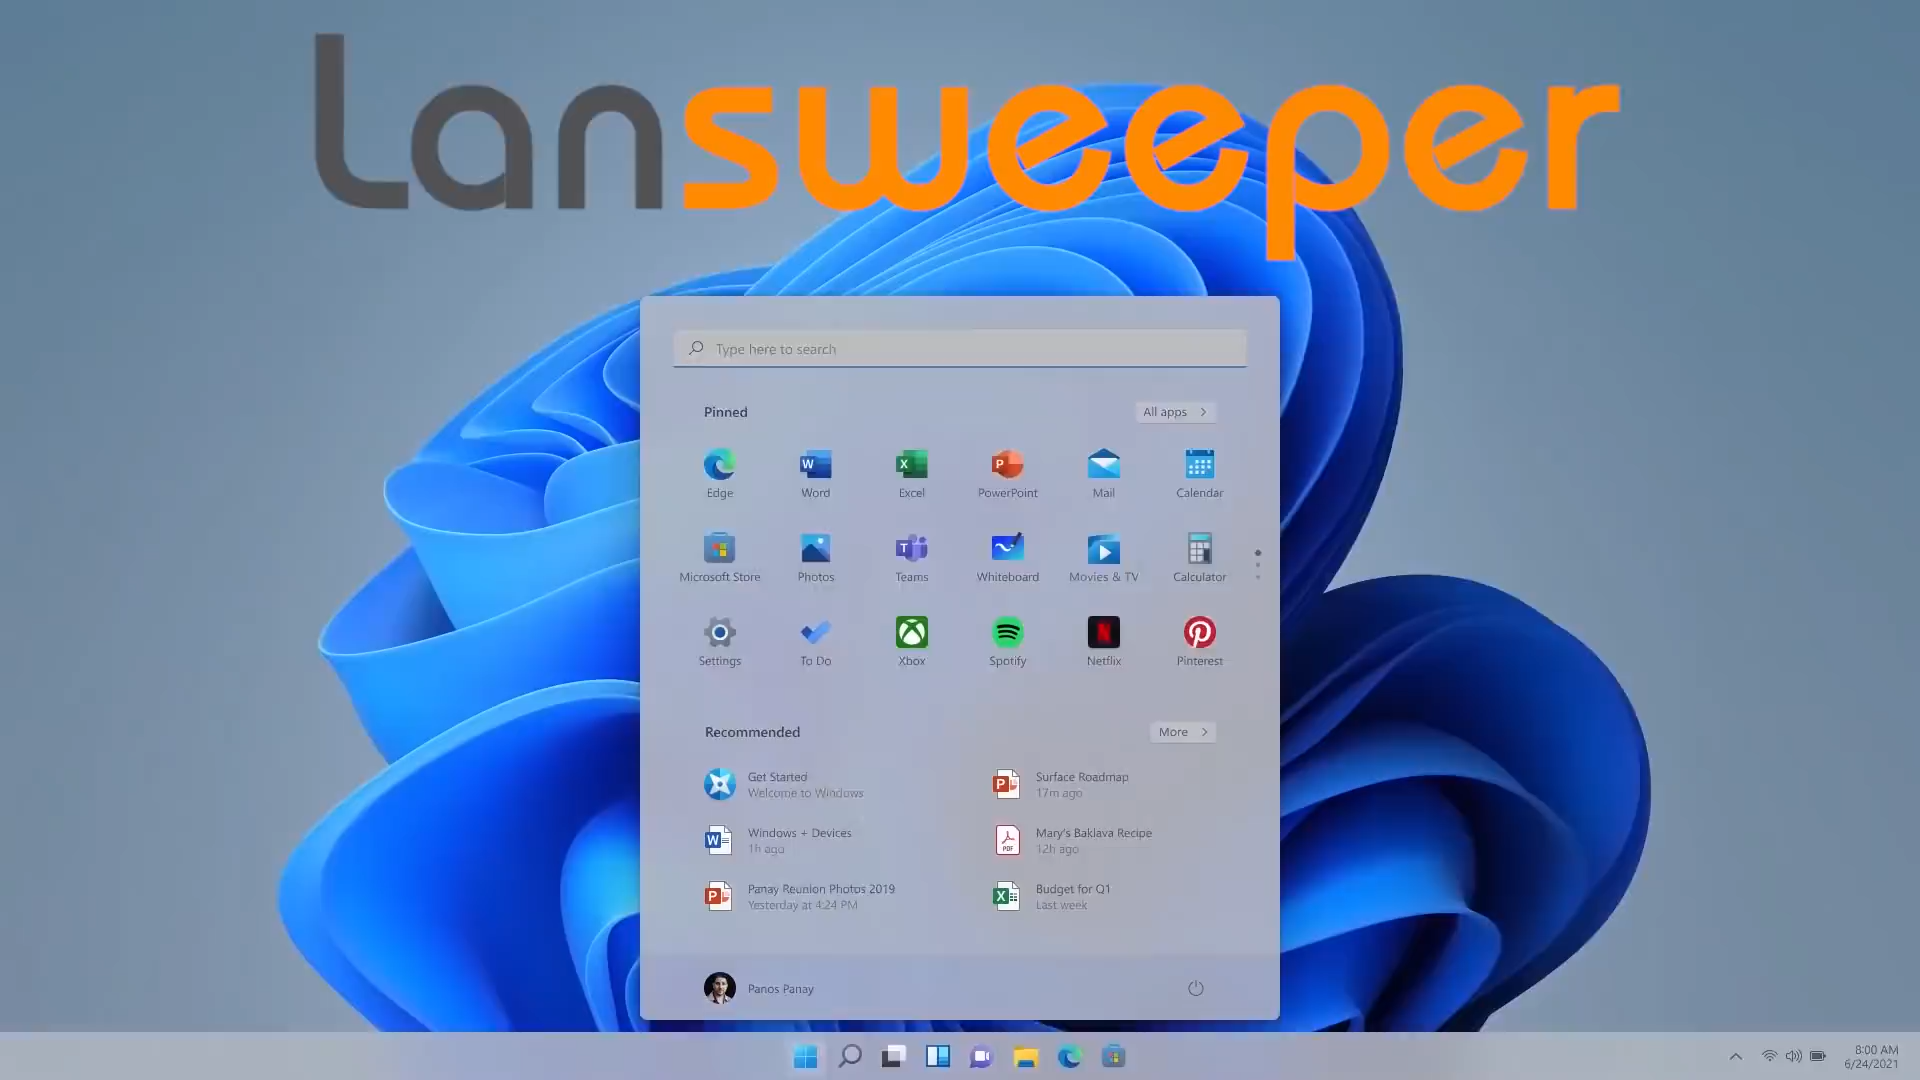 Lansweeper
Type here to search
Pinned
All apps
Edge
Word
Excel
PowerPoint
Mail
Calendar
Microsoft Store
Photos
Teams
Whiteboard
Movies & TV
Calculator
Settings
To Do
Xbox
Spotify
Netflix
Pinterest
Recommended
More
Get Started
Welcome to Windows
Surface Roadmap
17m ago
Windows + Devices
1h ago
Mary's Baklava Recipe
12h ago
Panay Reunion Photos 2019
Yesterday at 4:24 PM
Budget for Q1
Last week
Panos Panay
8:00 AM
6/24/2021